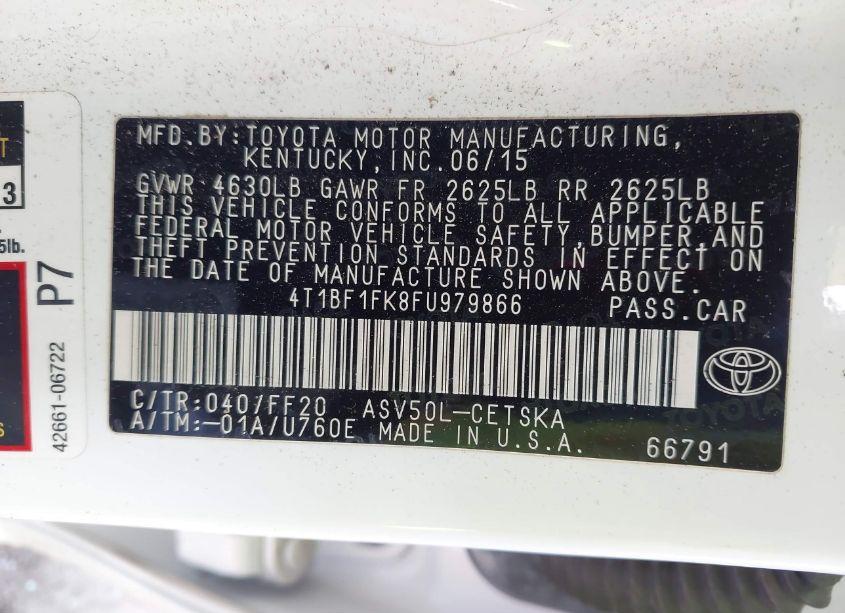 MFD. BY: TOYOTA MOTOR MANUFACTURING,
KENTUCKY, INC. 06/15
GVWR 4630LB GAWR FR 2625LB RR 2625LB
THIS VEHICLE CONFORMS TO ALL APPLICABLE
FEDERAL MOTOR VEHICLE SAFETY, BUMPER, AND
THEFT PREVENTION STANDARDS IN EFFECT ON
THE DATE OF MANUFACTURE SHOWN ABOVE.
4T1BF1FK8FU979866 PASS.CAR
C/TR: 040/FF20 ASV50L-CETSKA
A/TM:-01A/U760E MADE IN U.S.A.
66791
TOYOTA
P7
42661-06722
3
5lb.